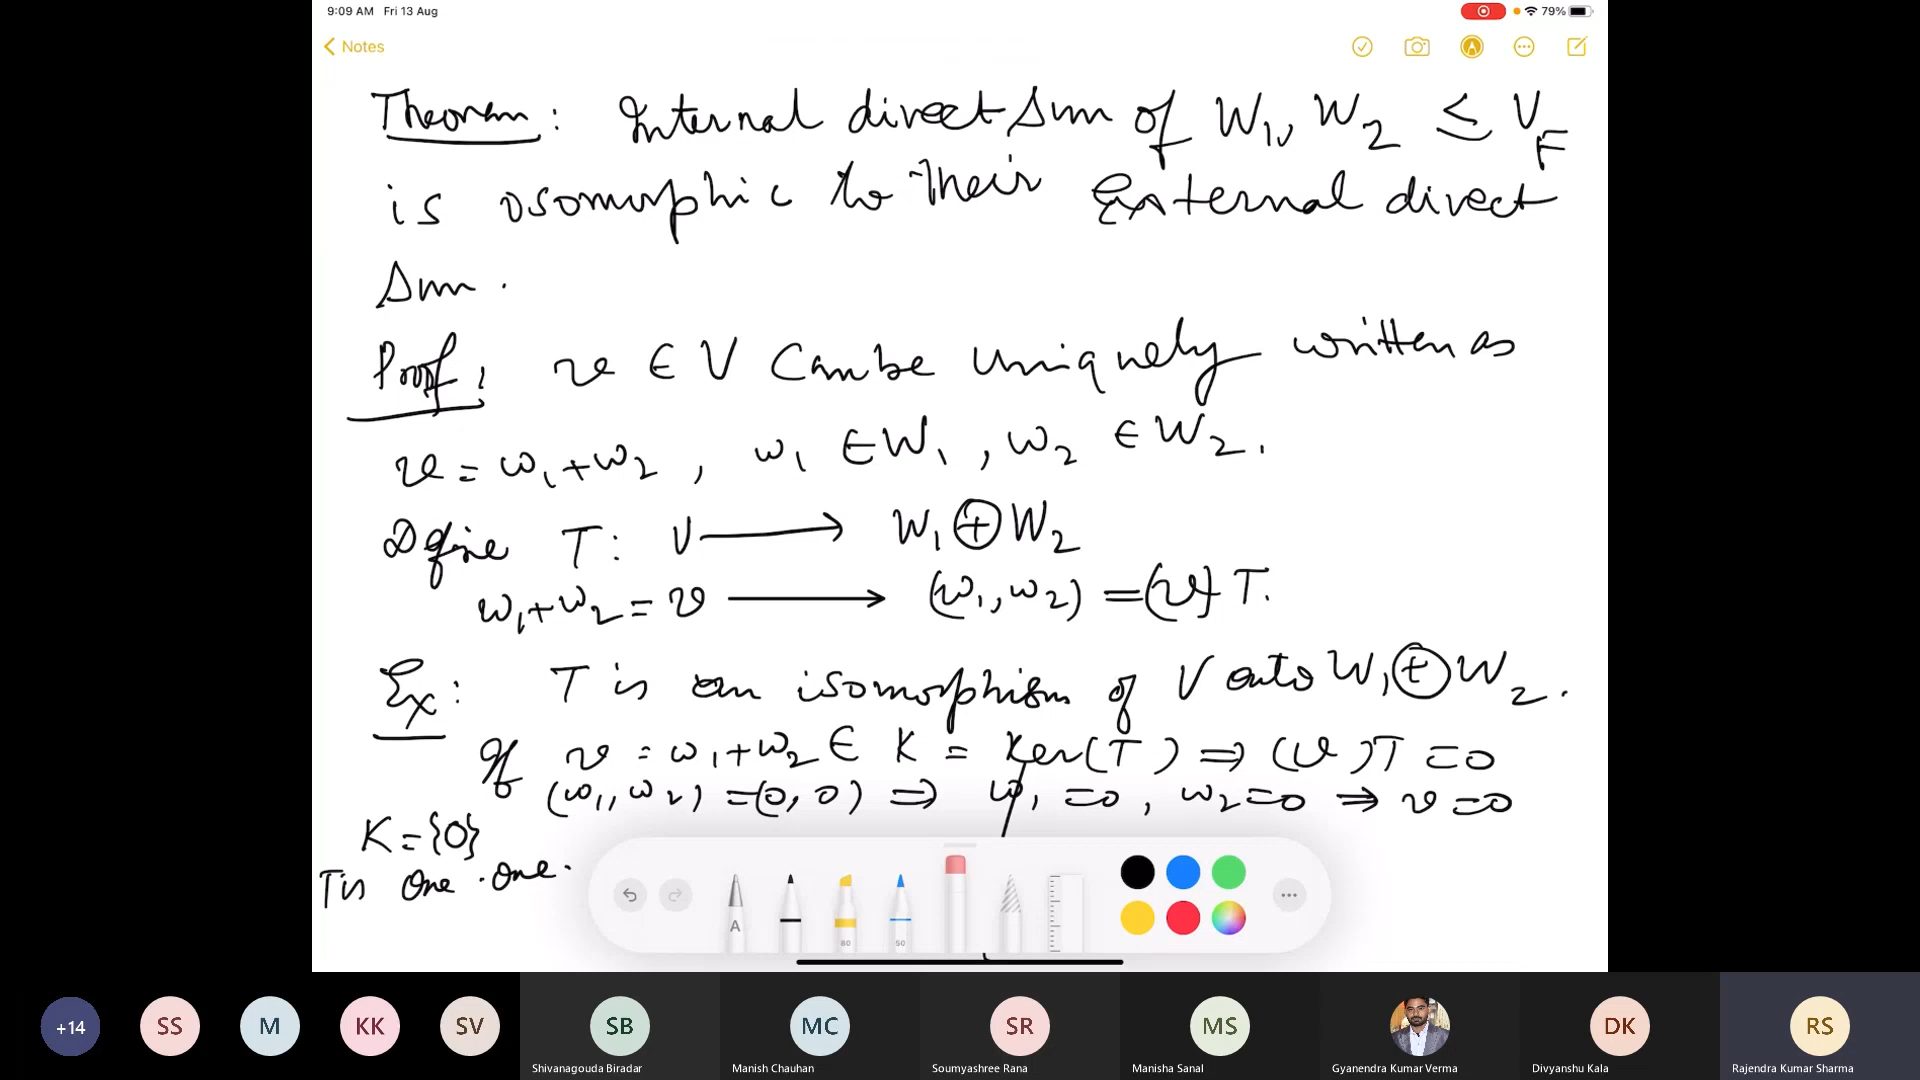 9:09 AM Fri 13 Aug
79%
Notes
Theorem: Internal direct sum of W₁, W₂ ≤ V_F
is isomorphic to their External direct
sum.
Proof: v ∈ V Can be uniquely written as
v = w₁ + w₂ , w₁ ∈ W₁ , w₂ ∈ W₂.
Define T: V ⟶ W₁ ⊕ W₂
w₁+w₂ = v ⟶ (w₁, w₂) = (v)T.
Ex: T is an isomorphism of V onto W₁ ⊕ W₂.
If v = w₁+w₂ ∈ K = Ker(T) ⇒ (v)T = 0
(w₁, w₂) = (0, 0) ⇒ w₁ = 0, w₂ = 0 ⇒ v = 0
K = {0}
T is one-one.
A
80
50
+14
SS
M
KK
SV
SB
MC
SR
MS
DK
RS
Shivanagouda Biradar
Manish Chauhan
Soumyashree Rana
Manisha Sanal
Gyanendra Kumar Verma
Divyanshu Kala
Rajendra Kumar Sharma